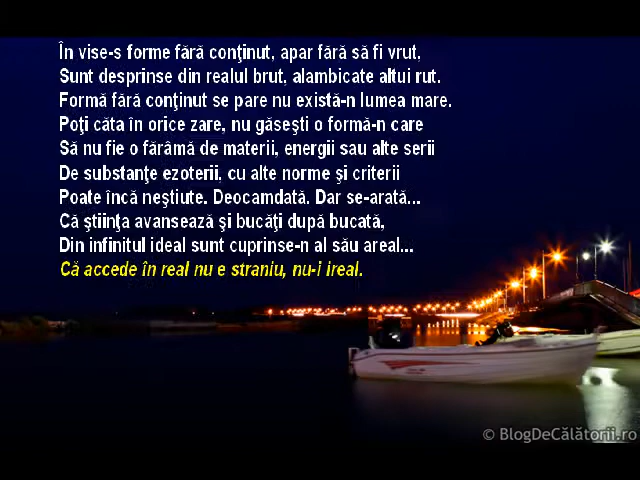 În vise-s forme fără conţinut, apar fără să fi vrut,
Sunt desprinse din realul brut, alambicate altui rut.
Formă fără conţinut se pare nu există-n lumea mare.
Poţi căta în orice zare, nu găseşti o formă-n care
Să nu fie o fărâmă de materii, energii sau alte serii
De substanţe ezoterii, cu alte norme şi criterii
Poate încă neştiute. Deocamdată. Dar se-arată...
Că ştiinţa avansează şi bucăţi după bucată,
Din infinitul ideal sunt cuprinse-n al său areal...
Că accede în real nu e straniu, nu-i ireal.
© BlogDeCălătorii.ro